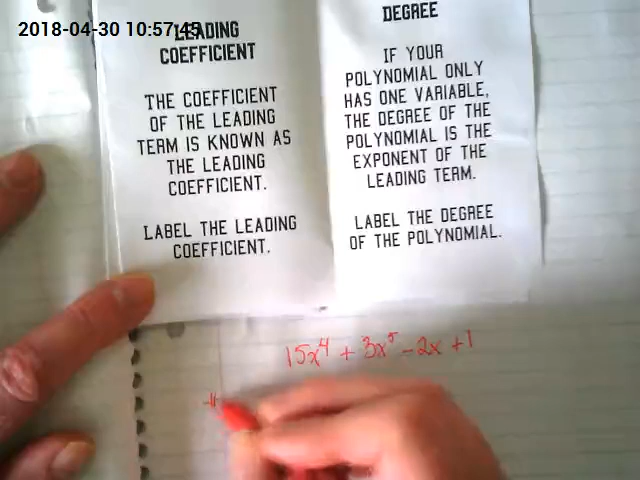 2018-04-30 10:57:45
LEADING
COEFFICIENT
THE COEFFICIENT
OF THE LEADING
TERM IS KNOWN AS
THE LEADING
COEFFICIENT.
LABEL THE LEADING
COEFFICIENT.
DEGREE
IF YOUR
POLYNOMIAL ONLY
HAS ONE VARIABLE,
THE DEGREE OF THE
POLYNOMIAL IS THE
EXPONENT OF THE
LEADING TERM.
LABEL THE DEGREE
OF THE POLYNOMIAL.
15x⁴ + 3x⁵ - 2x + 1